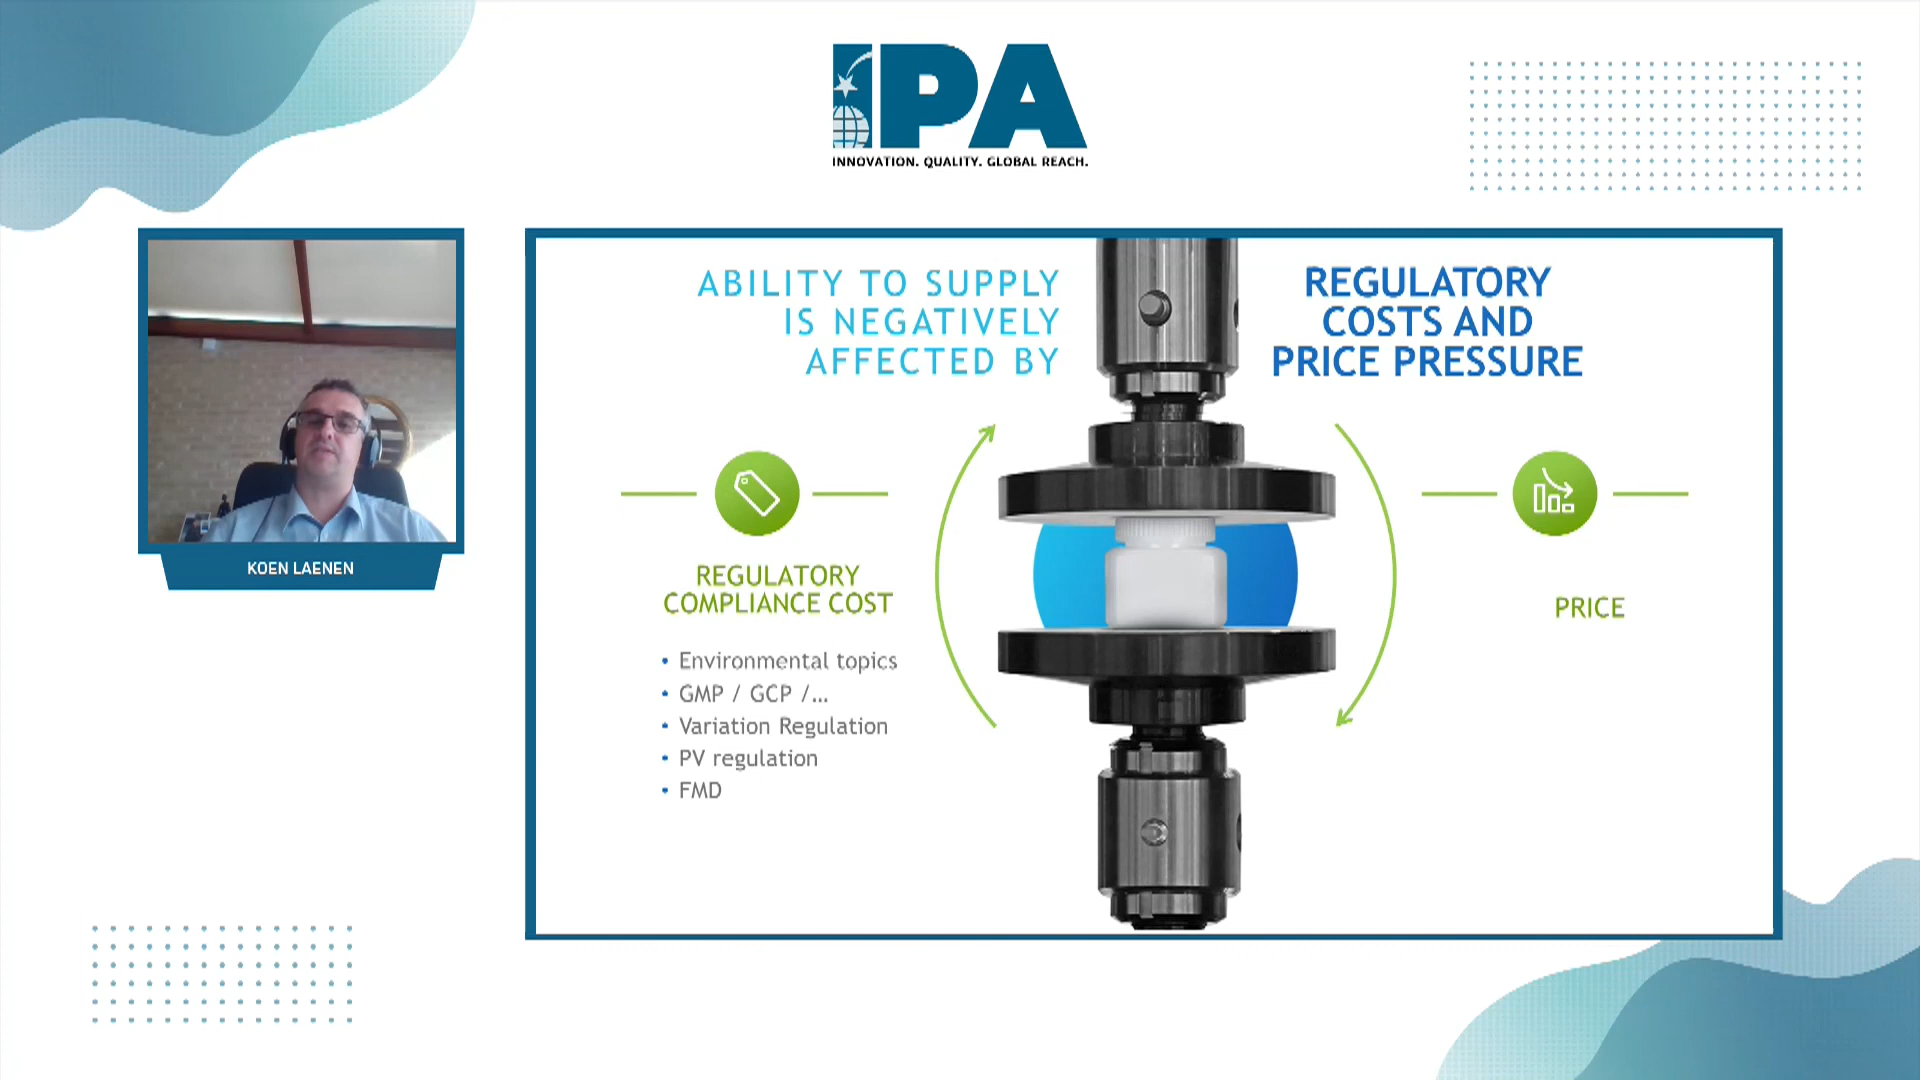 IPA
INNOVATION. QUALITY. GLOBAL REACH.
KOEN LAENEN
ABILITY TO SUPPLY
IS NEGATIVELY
AFFECTED BY
REGULATORY
COSTS AND
PRICE PRESSURE
REGULATORY
COMPLIANCE COST
• Environmental topics
• GMP / GCP /...
• Variation Regulation
• PV regulation
• FMD
PRICE